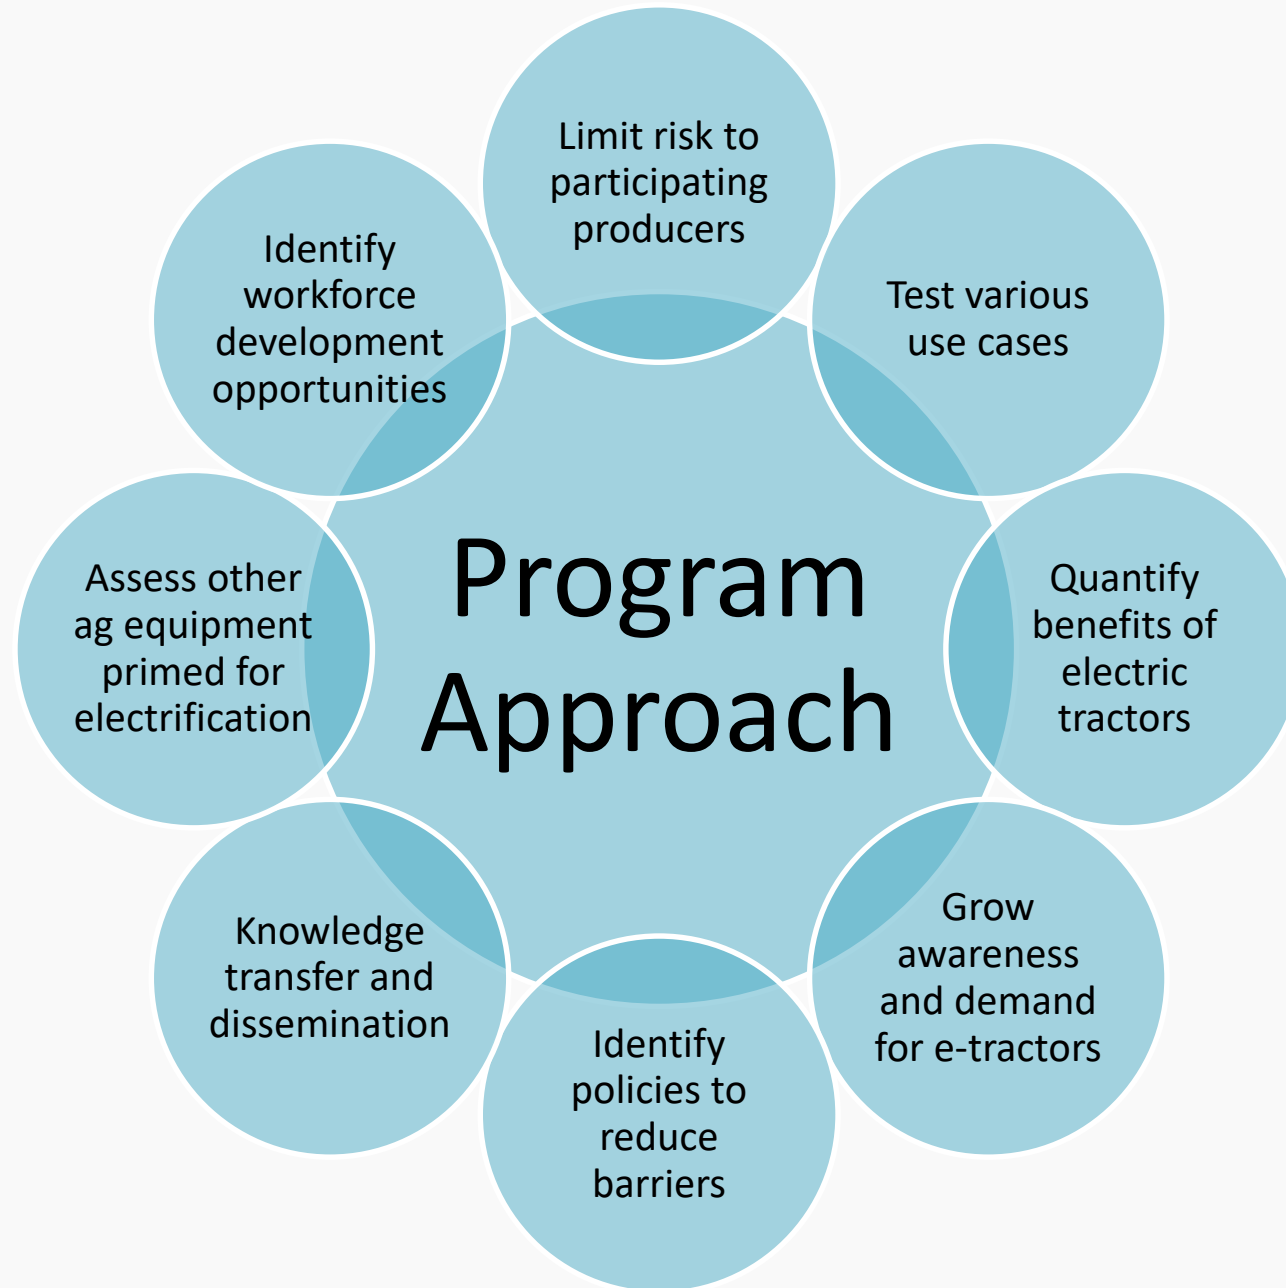 Program
Approach
Limit risk to
participating
producers
Test various
use cases
Quantify
benefits of
electric
tractors
Grow
awareness
and demand
for e-tractors
Identify
policies to
reduce
barriers
Knowledge
transfer and
dissemination
Assess other
ag equipment
primed for
electrification
Identify
workforce
development
opportunities